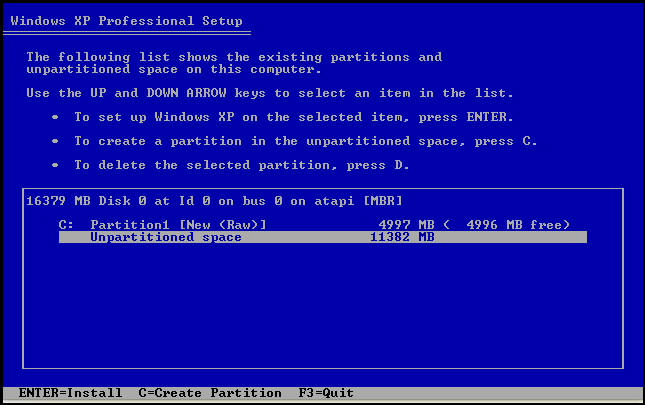 Windows XP Professional Setup
The following list shows the existing partitions and
unpartitioned space on this computer.
Use the UP and DOWN ARROW keys to select an item in the list.
• To set up Windows XP on the selected item, press ENTER.
• To create a partition in the unpartitioned space, press C.
• To delete the selected partition, press D.
16379 MB Disk 0 at Id 0 on bus 0 on atapi [MBR]
C: Partition1 [New (Raw)] 4997 MB ( 4996 MB free)
Unpartitioned space 11382 MB
ENTER=Install C=Create Partition F3=Quit